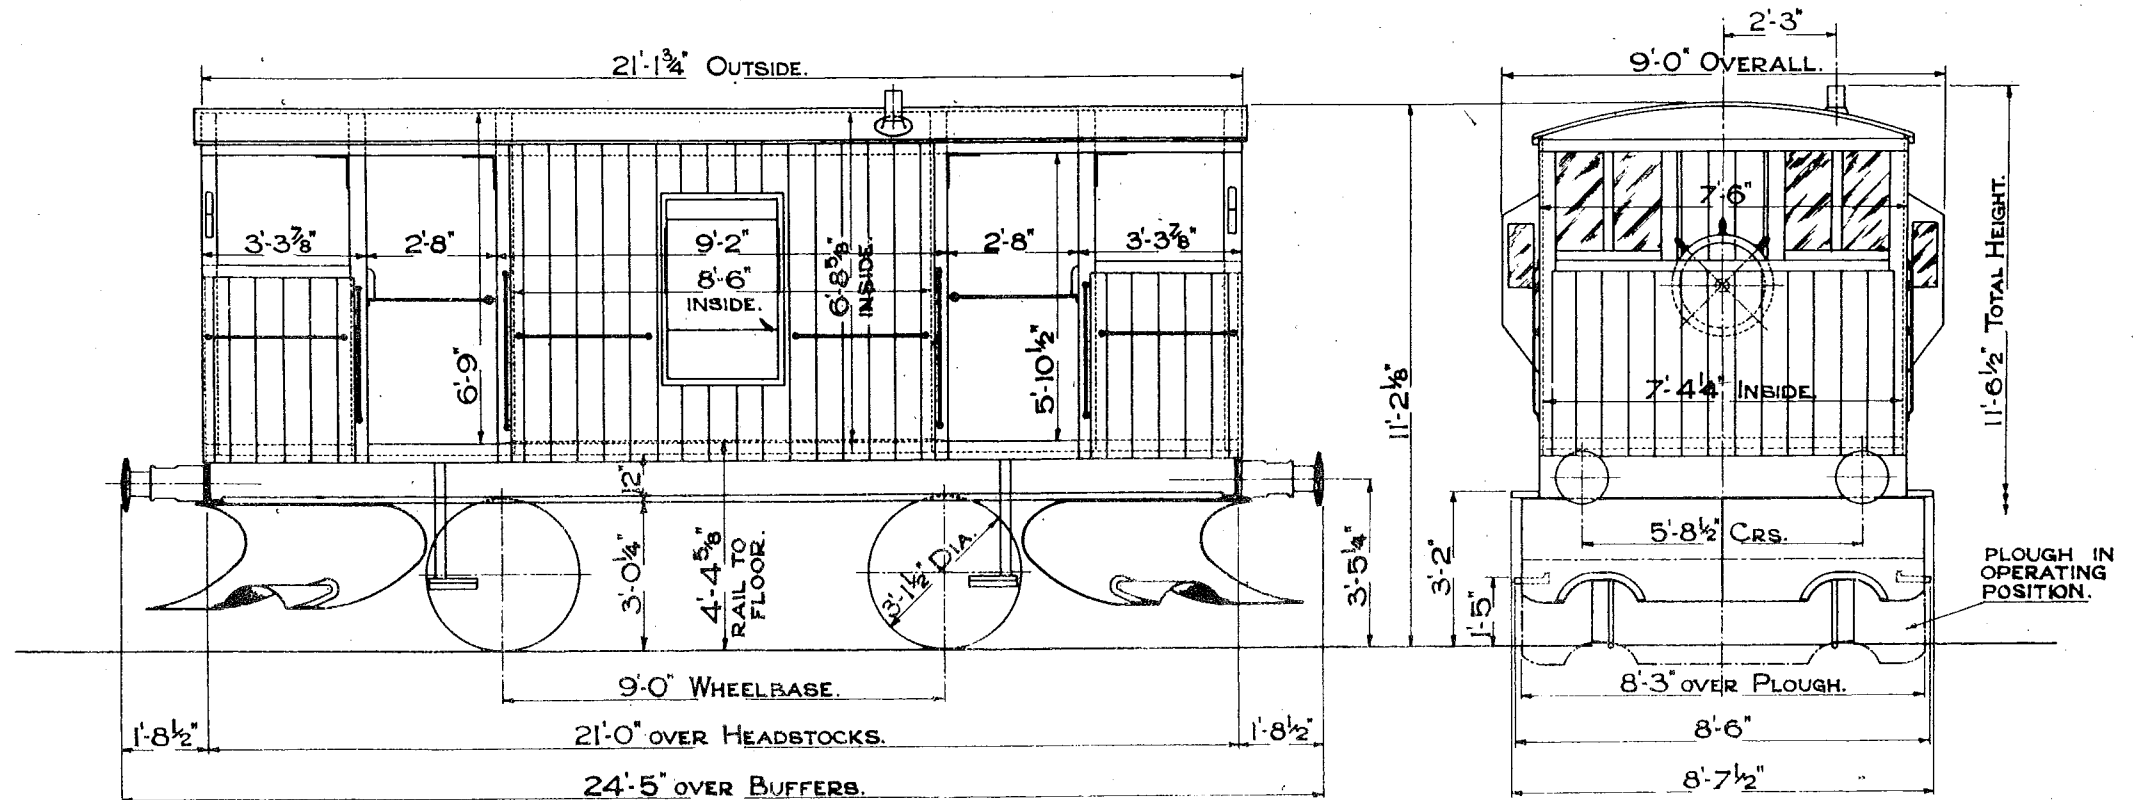 21'-1¾" OUTSIDE.
3'-3⅞"
2'-8"
9'-2"
8'-6"
INSIDE.
6'-8⅝"
INSIDE.
2'-8"
3'-3⅞"
6'-9"
5'-10½"
12"
3'-0¼"
4'-4⅝"
RAIL TO
FLOOR.
3'-1½" DIA.
3'-5¼"
11'-2⅛"
9'-0" WHEELBASE.
1'-8½"
21'-0" OVER HEADSTOCKS.
1'-8½"
24'-5" OVER BUFFERS.
2'-3"
9'-0" OVERALL.
7'-6"
7'-4¼" INSIDE.
11'-6½" TOTAL HEIGHT.
5'-8½" CRS.
3'-2"
1'-5"
PLOUGH IN
OPERATING
POSITION.
8'-3" OVER PLOUGH.
8'-6"
8'-7½"